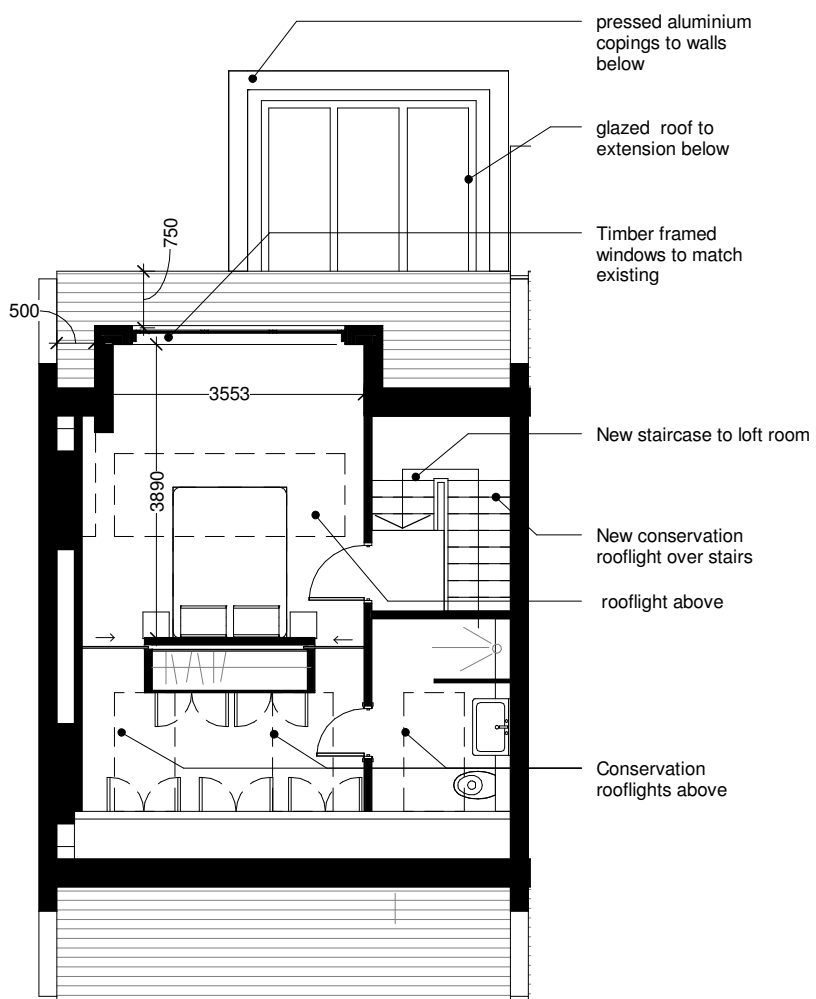 pressed aluminium
copings to walls
below
glazed roof to
extension below
750
Timber framed
windows to match
existing
500
3553
New staircase to loft room
3890
New conservation
rooflight over stairs
rooflight above
Conservation
rooflights above